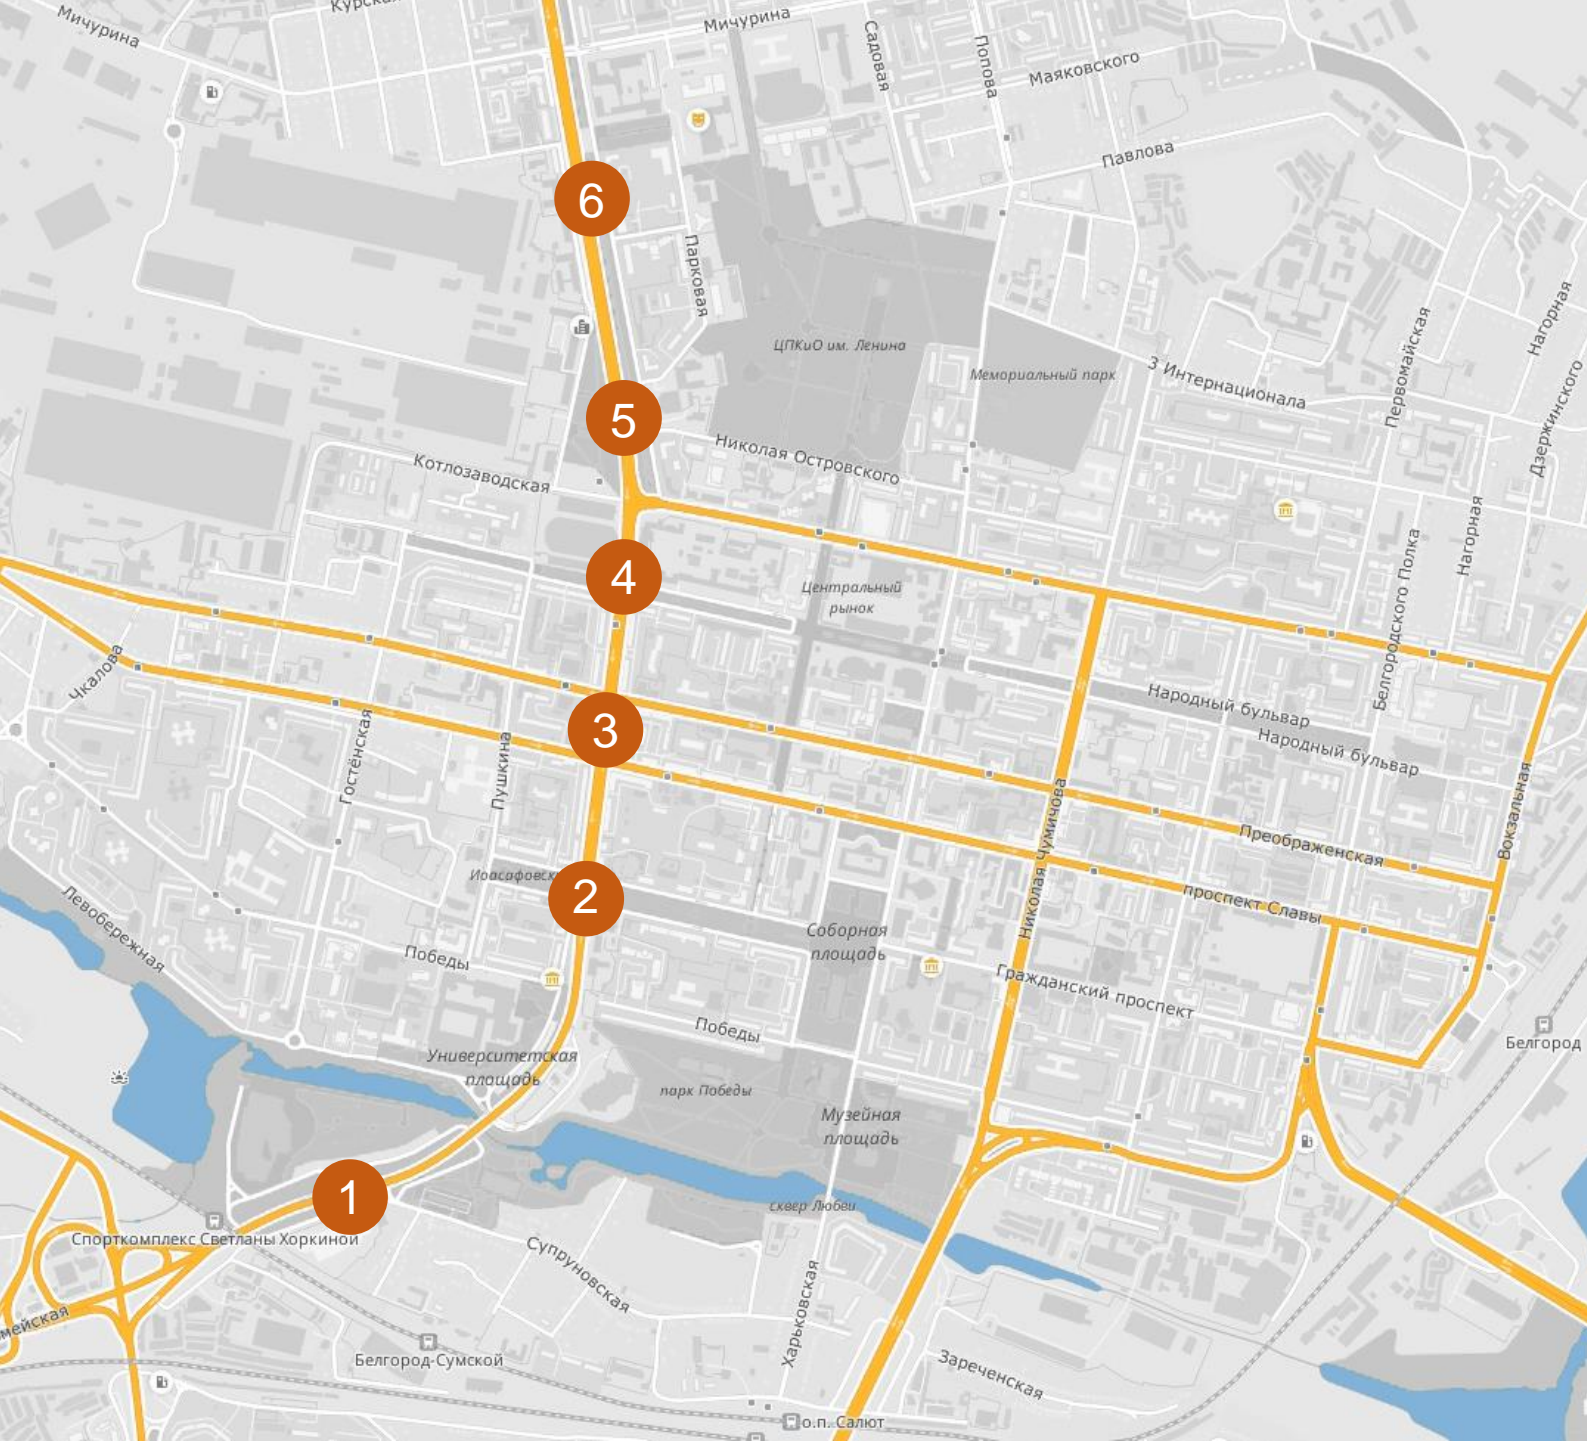 Мичурина
Мичурина
Садовая
Попова
Маяковского
Павлова
6
Парковая
ЦПКиО им. Ленина
Мемориальный парк
3 Интернационала
Первомайская
Нагорная
Дзержинского
5
Николая Островского
Котлозаводская
Нагорная
Белгородского Полка
4
Центральный
рынок
Чкалова
Народный бульвар
Народный бульвар
Гостёнская
Пушкина
3
Николая Чумичова
Вокзальная
Преображенская
проспект Славы
2
Левобережная
Победы
Соборная
площадь
Гражданский проспект
Победы
Белгород
Университетская
площадь
парк Победы
Музейная
площадь
1
сквер Любви
Спорткомплекс Светланы Хоркиной
Супруновская
Харьковская
Белгород-Сумской
Зареченская
о.п. Салют